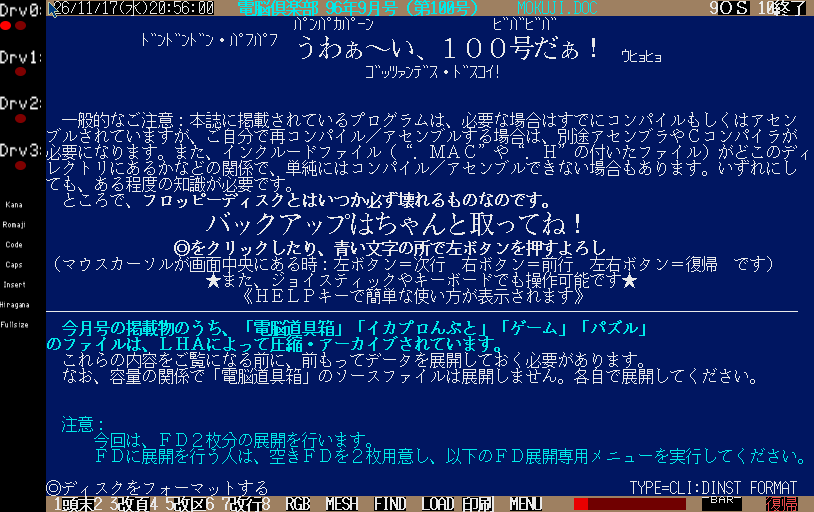 Drv0: 26/11/17(水)20:56:00 電脳倶楽部 96年9月号 (第100号) MOKUJI.DOC 9OS 10終了
ﾊﾟﾝﾊﾟｶﾊﾟｰﾝ ﾋﾞﾊﾞﾋﾞﾊﾞ
ﾄﾞﾝﾄﾞﾝﾄﾞﾝ・ﾊﾟﾌﾊﾟﾌ うわぁ～い、１００号だぁ！ ｳﾋｮﾋｮ
ｺﾞｯﾂｧﾝﾃﾞｽ・ﾄﾞｽｺｲ!
Drv1:
Drv2:
Drv3:
Kana
Romaji
Code
Caps
Insert
Hiragana
Fullsize
一般的なご注意：本誌に掲載されているプログラムは、必要な場合はすでにコンパイルもしくはアセン
ブルされていますが、ご自分で再コンパイル／アセンブルする場合は、別途アセンブラやＣコンパイラが
必要になります。また、インクルードファイル（“．ＭＡＣ”や“．Ｈ”の付いたファイル）がどこのディ
レクトリにあるかなどの関係で、単純にはコンパイル／アセンブルできない場合もあります。いずれにし
ても、ある程度の知識が必要です。
ところで、フロッピーディスクとはいつか必ず壊れるものなのです。
バックアップはちゃんと取ってね！
◎をクリックしたり、青い文字の所で左ボタンを押すよろし
（マウスカーソルが画面中央にある時：左ボタン＝次行　右ボタン＝前行　左右ボタン＝復帰　です）
★また、ジョイスティックやキーボードでも操作可能です★
《ＨＥＬＰキーで簡単な使い方が表示されます》
今月号の掲載物のうち、「電脳道具箱」「イカプロんぶと」「ゲーム」「パズル」
のファイルは、ＬＨＡによって圧縮・アーカイブされています。
これらの内容をご覧になる前に、前もってデータを展開しておく必要があります。
なお、容量の関係で「電脳道具箱」のソースファイルは展開しません。各自で展開してください。
注意：
今回は、ＦＤ２枚分の展開を行います。
ＦＤに展開を行う人は、空きＦＤを２枚用意し、以下のＦＤ展開専用メニューを実行してください。
◎ディスクをフォーマットする TYPE=CLI:DINST FORMAT
1頭末2 3改頁4 5改区6 7改行8 RGB MESH FIND LOAD 印刷 MENU BAR 復帰